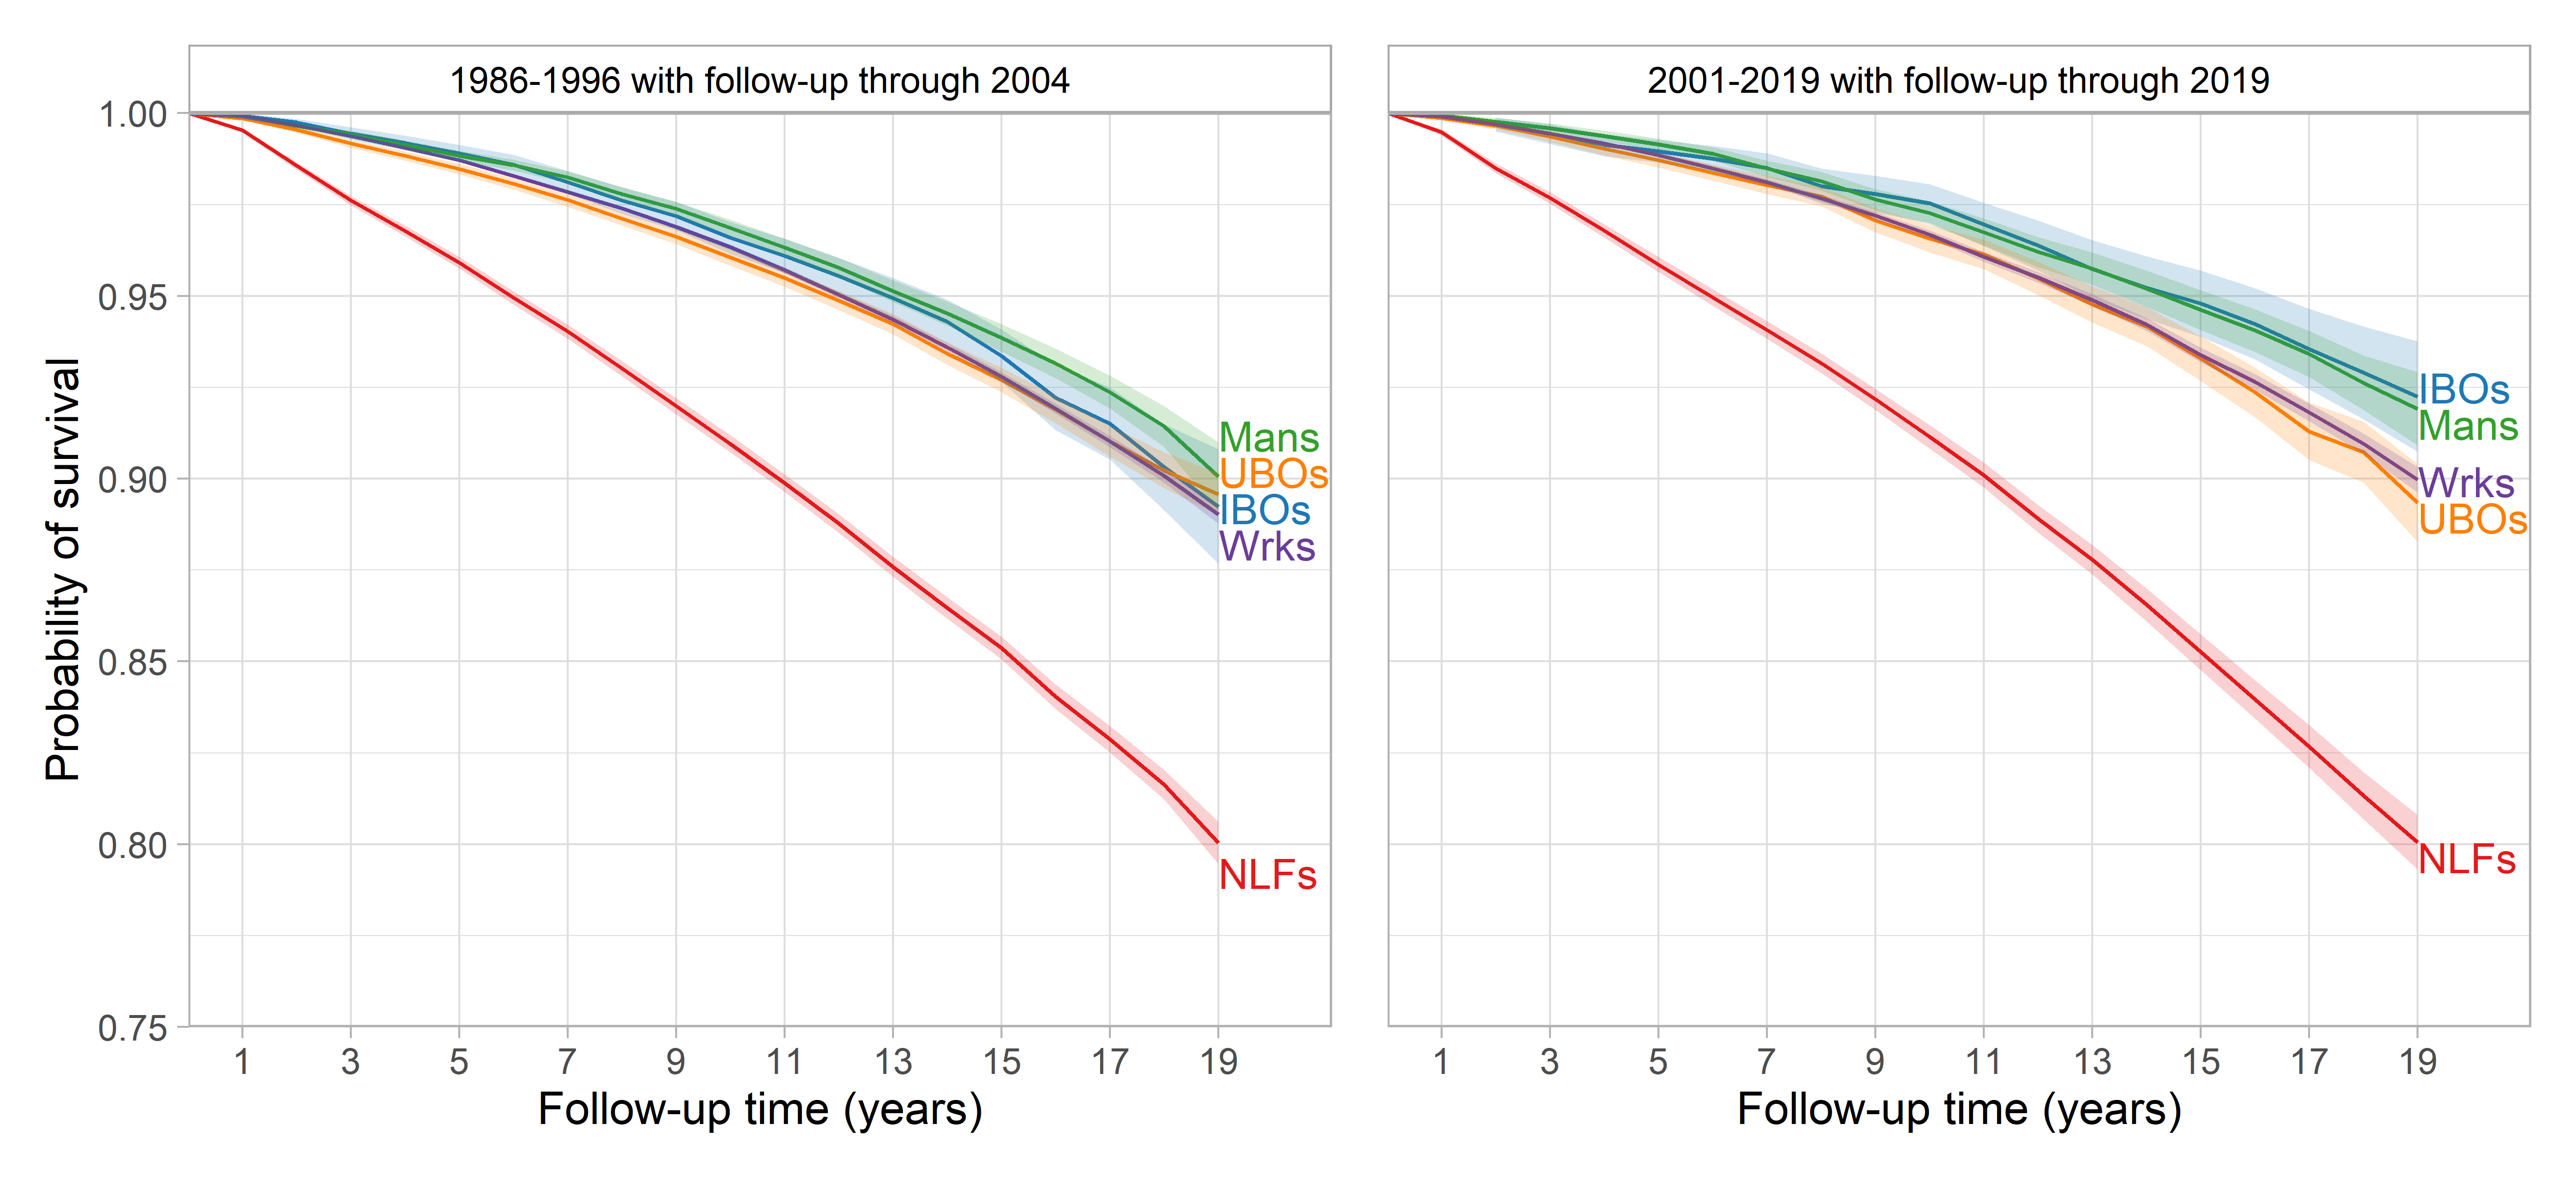 1986-1996 with follow-up through 2004
2001-2019 with follow-up through 2019
Probability of survival
1.00
0.95
0.90
0.85
0.80
0.75
Mans
UBOs
IBOs
Wrks
NLFs
IBOs
Mans
Wrks
UBOs
NLFs
1 3 5 7 9 11 13 15 17 19
1 3 5 7 9 11 13 15 17 19
Follow-up time (years)
Follow-up time (years)